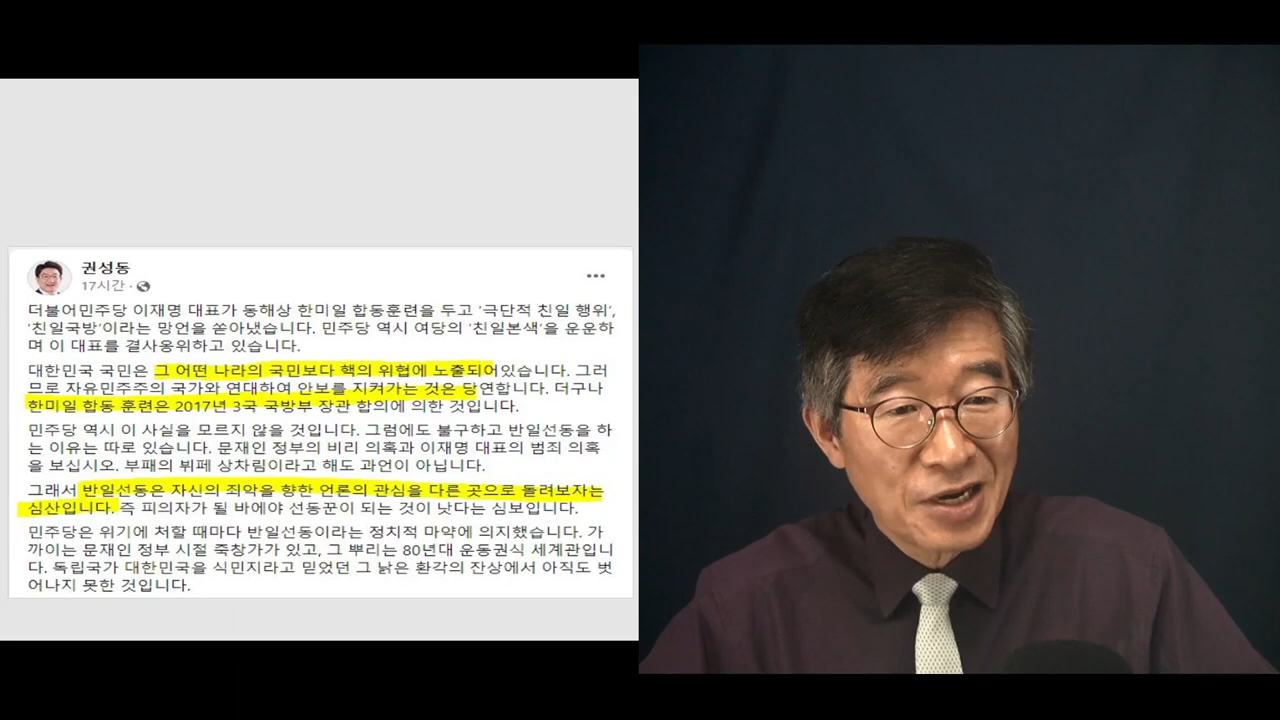 권성동
17시간 ·
더불어민주당 이재명 대표가 동해상 한미일 합동훈련을 두고 '극단적 친일 행위',
'친일국방'이라는 망언을 쏟아냈습니다. 민주당 역시 여당의 '친일본색'을 운운하
며 이 대표를 결사옹위하고 있습니다.
대한민국 국민은 그 어떤 나라의 국민보다 핵의 위협에 노출되어있습니다. 그러
므로 자유민주주의 국가와 연대하여 안보를 지켜가는 것은 당연합니다. 더구나
한미일 합동 훈련은 2017년 3국 국방부 장관 합의에 의한 것입니다.
민주당 역시 이 사실을 모르지 않을 것입니다. 그럼에도 불구하고 반일선동을 하
는 이유는 따로 있습니다. 문재인 정부의 비리 의혹과 이재명 대표의 범죄 의혹
을 보십시오. 부패의 뷔페 상차림이라고 해도 과언이 아닙니다.
그래서 반일선동은 자신의 죄악을 향한 언론의 관심을 다른 곳으로 돌려보자는
심산입니다. 즉 피의자가 될 바에야 선동꾼이 되는 것이 낫다는 심보입니다.
민주당은 위기에 처할 때마다 반일선동이라는 정치적 마약에 의지했습니다. 가
까이는 문재인 정부 시절 죽창가가 있고, 그 뿌리는 80년대 운동권식 세계관입니
다. 독립국가 대한민국을 식민지라고 믿었던 그 낡은 환각의 잔상에서 아직도 벗
어나지 못한 것입니다.